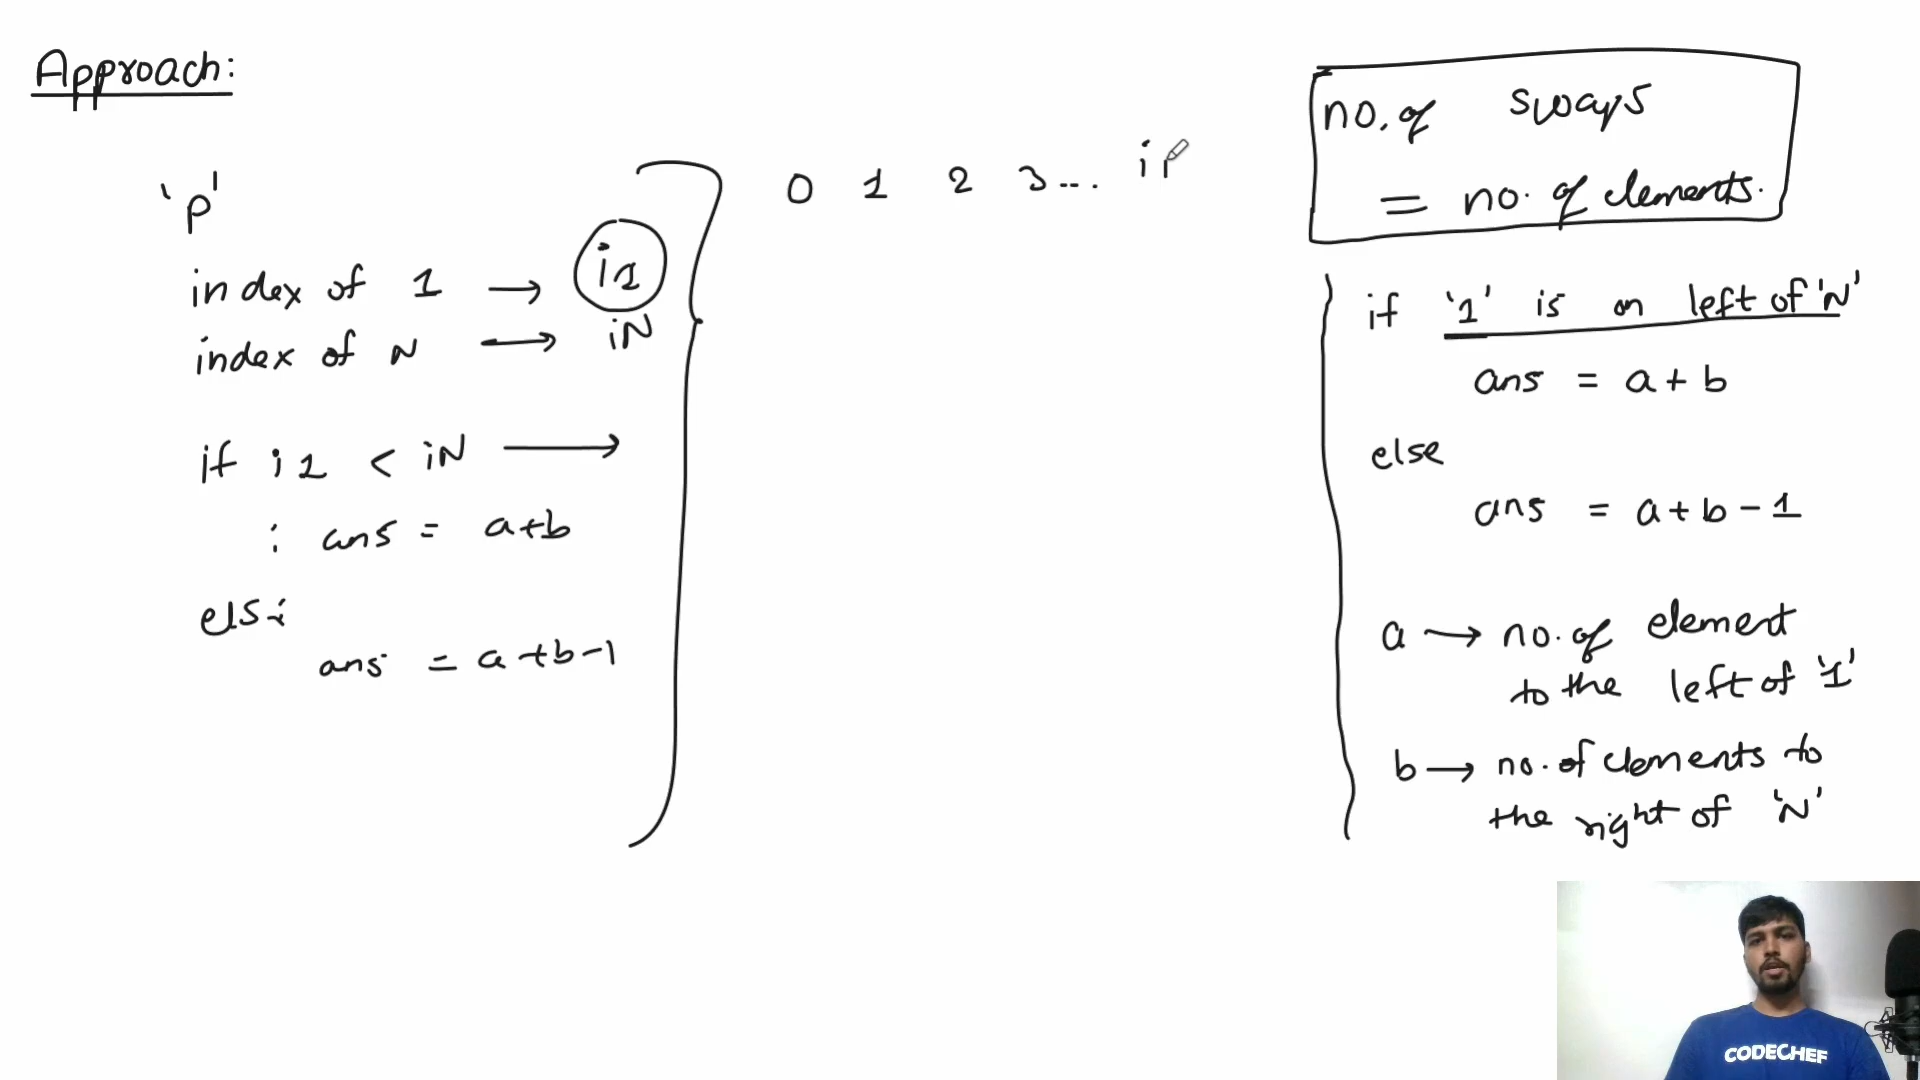 Approach:
'p'
index of 1 → i1
index of N → iN
if i1 < iN →
: ans = a+b
else:
ans = a+b-1
0 1 2 3... i
no. of swaps
= no. of elements.
if '1' is on left of 'N'
ans = a+b
else
ans = a+b-1
a → no. of element
to the left of '1'
b → no. of elements to
the right of 'N'
CODECHEF